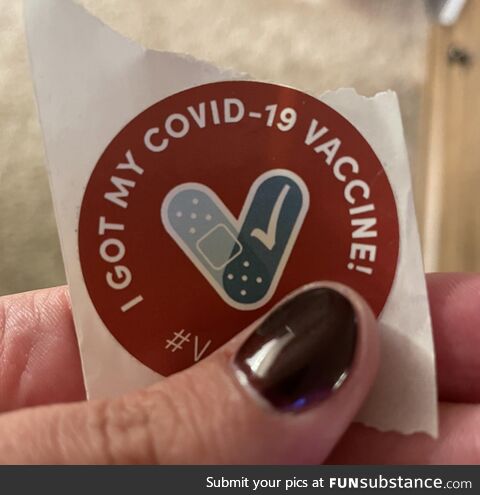 I GOT MY COVID-19 VACCINE!
#V
Submit your pics at FUNsubstance.com